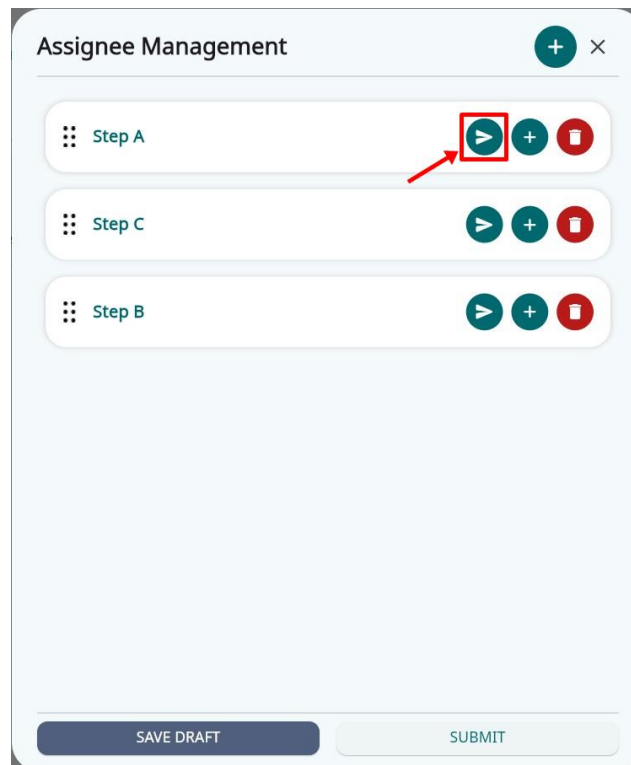 Assignee Management
Step A
Step C
Step B
SAVE DRAFT
SUBMIT